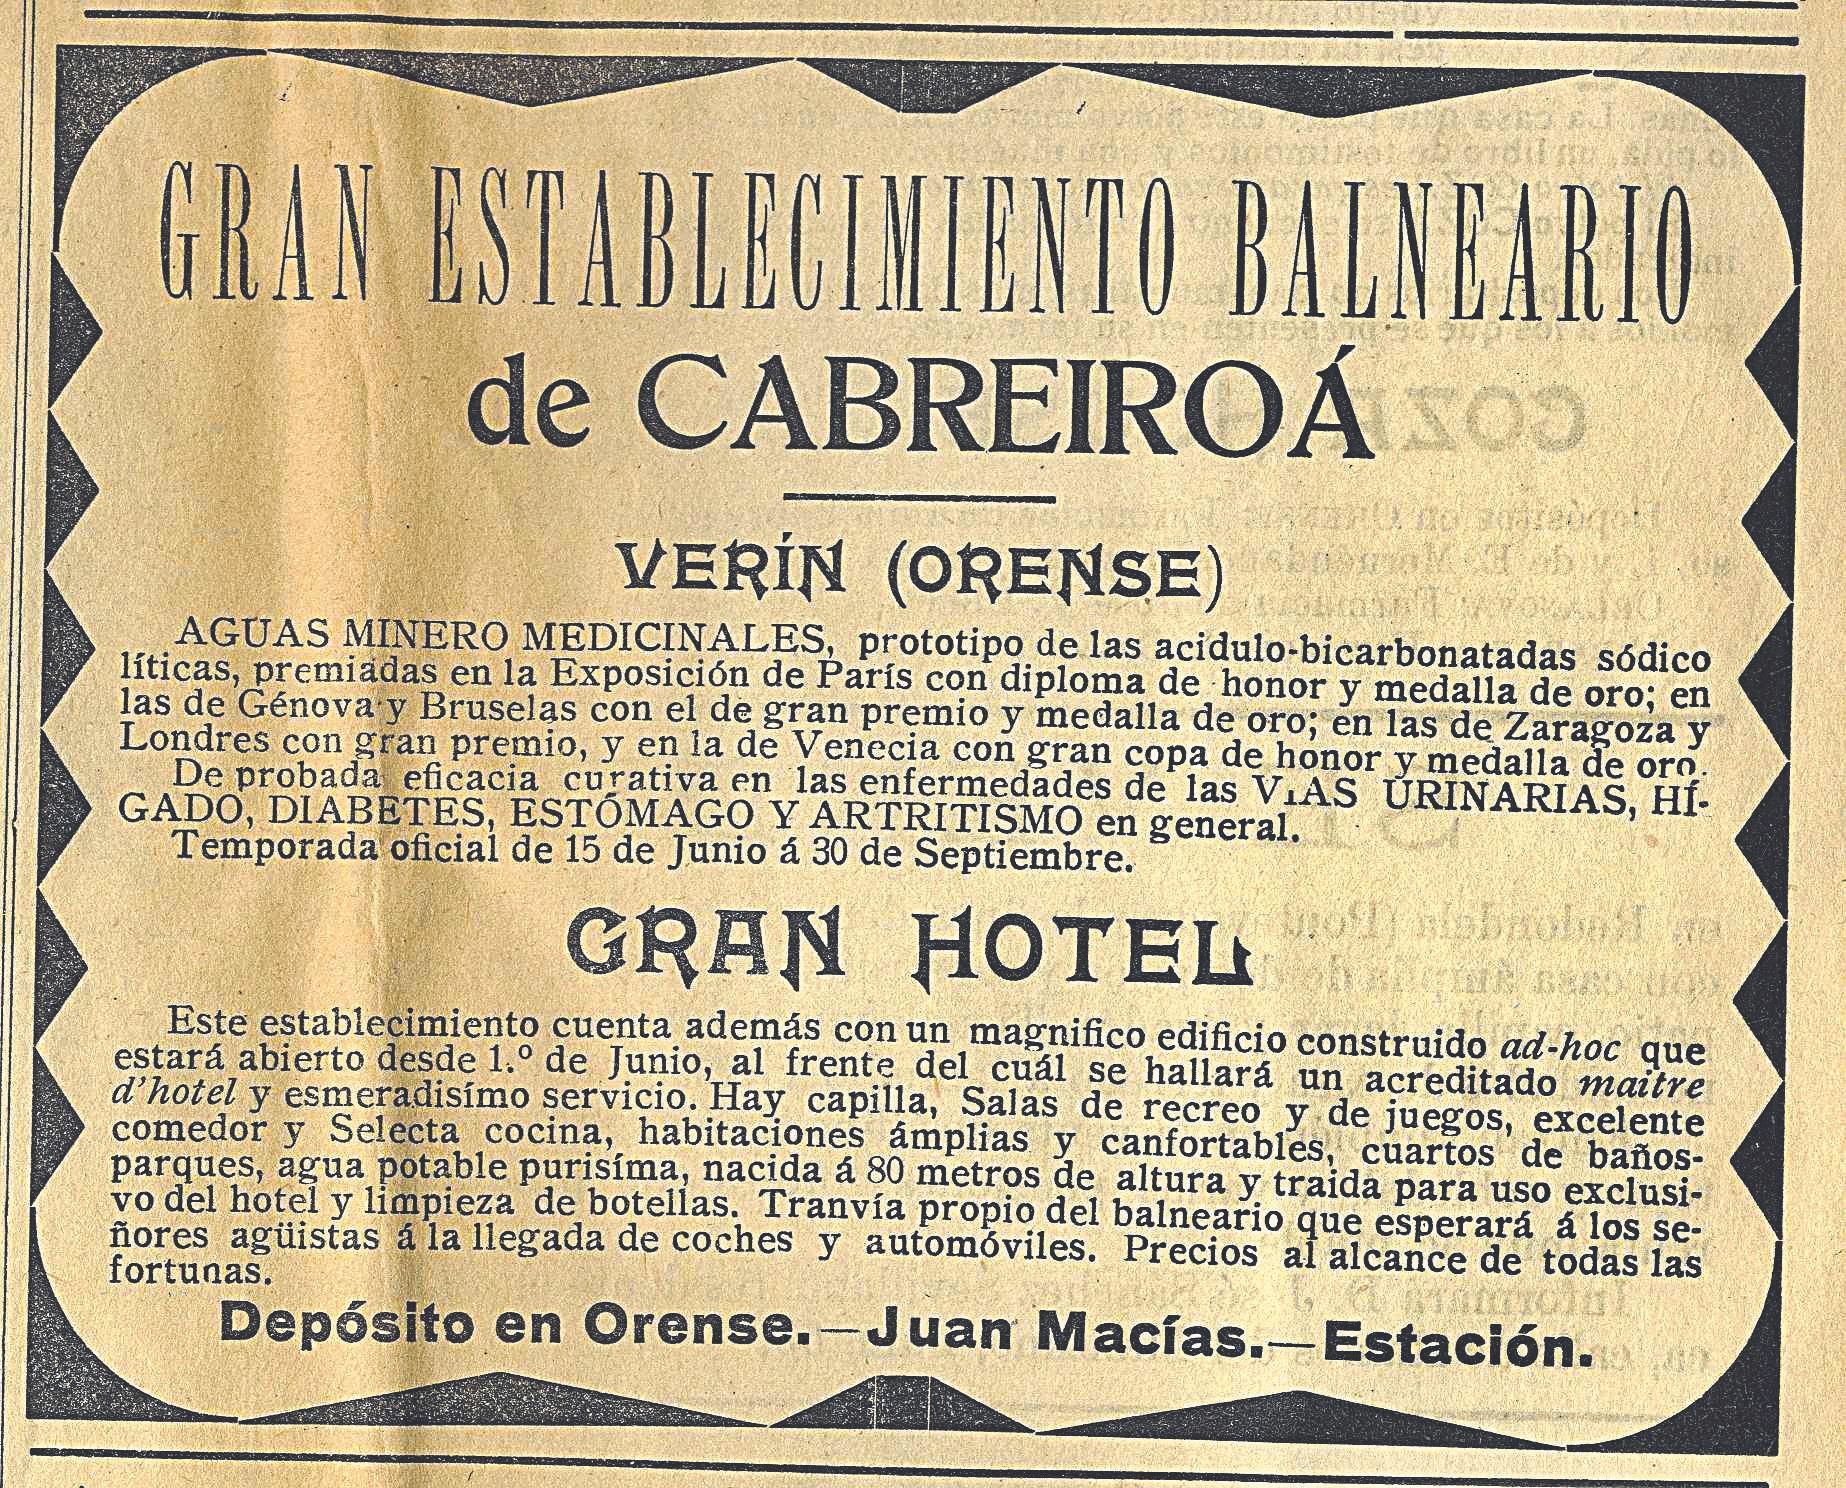 GRAN ESTABLECIMIENTO BALNEARIO
de CABREIROÁ
VERÍN (ORENSE)
AGUAS MINERO MEDICINALES, prototipo de las acidulo-bicarbonatadas sódico
líticas, premiadas en la Exposición de París con diploma de honor y medalla de oro; en
las de Génova y Bruselas con el de gran premio y medalla de oro; en las de Zaragoza y
Londres con gran premio, y en la de Venecia con gran copa de honor y medalla de oro.
De probada eficacia curativa en las enfermedades de las VIAS URINARIAS, HÍ-
GADO, DIABETES, ESTÓMAGO Y ARTRITISMO en general.
Temporada oficial de 15 de Junio á 30 de Septiembre.
GRAN HOTEL
Este establecimiento cuenta además con un magnifico edificio construido ad-hoc que
estará abierto desde 1.º de Junio, al frente del cuál se hallará un acreditado maitre
d'hotel y esmeradisímo servicio. Hay capilla, Salas de recreo y de juegos, excelente
comedor y Selecta cocina, habitaciones ámplias y canfortables, cuartos de baños-
parques, agua potable purisíma, nacida á 80 metros de altura y traida para uso exclusi-
vo del hotel y limpieza de botellas. Tranvía propio del balneario que esperará á los se-
ñores agüistas á la llegada de coches y automóviles. Precios al alcance de todas las
fortunas.
Depósito en Orense.—Juan Macías.—Estación.